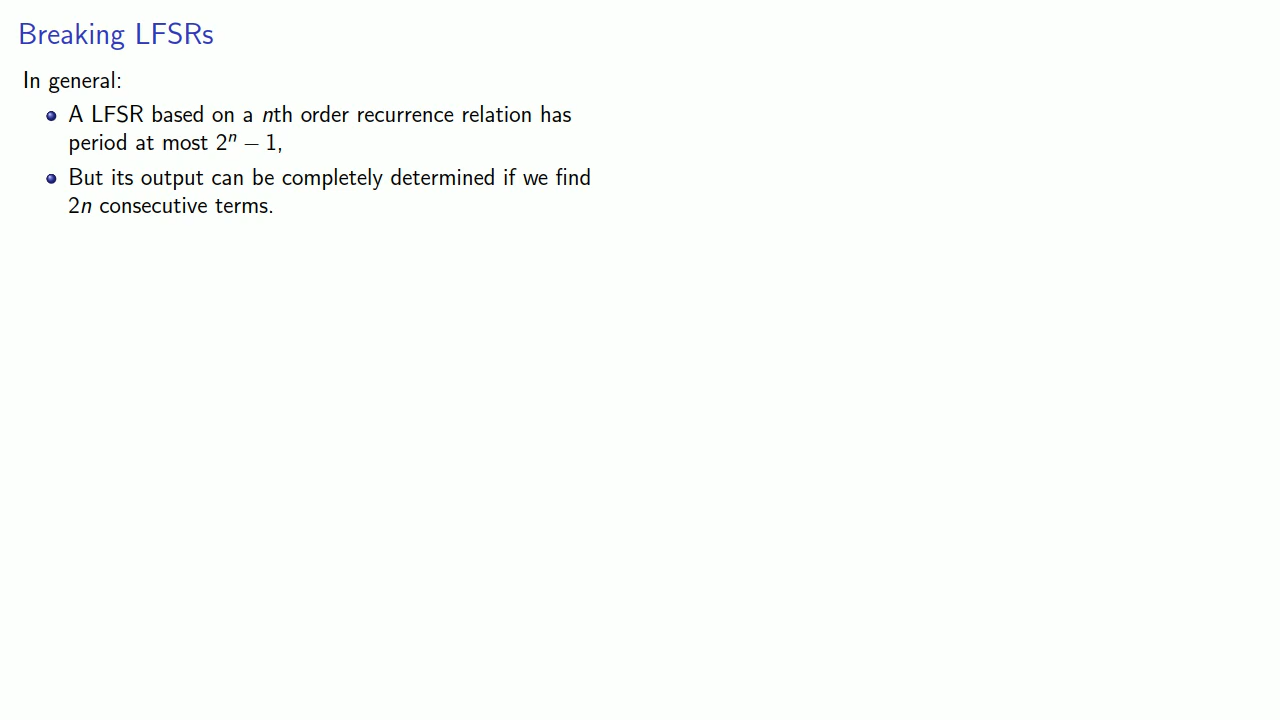 Breaking LFSRs
In general:
A LFSR based on a nth order recurrence relation has
period at most 2ⁿ − 1,
But its output can be completely determined if we find
2n consecutive terms.